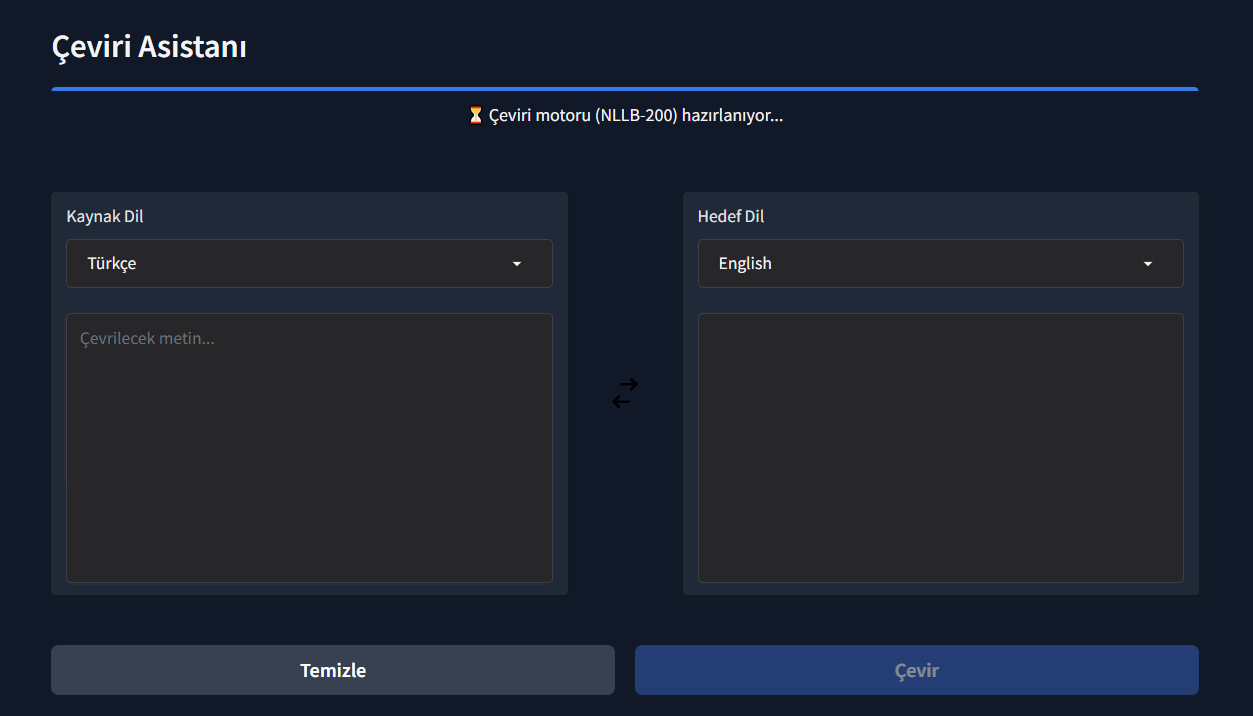 Çeviri Asistanı
⏳ Çeviri motoru (NLLB-200) hazırlanıyor...
Kaynak Dil
Türkçe
Çevrilecek metin...
Hedef Dil
English
Temizle
Çevir